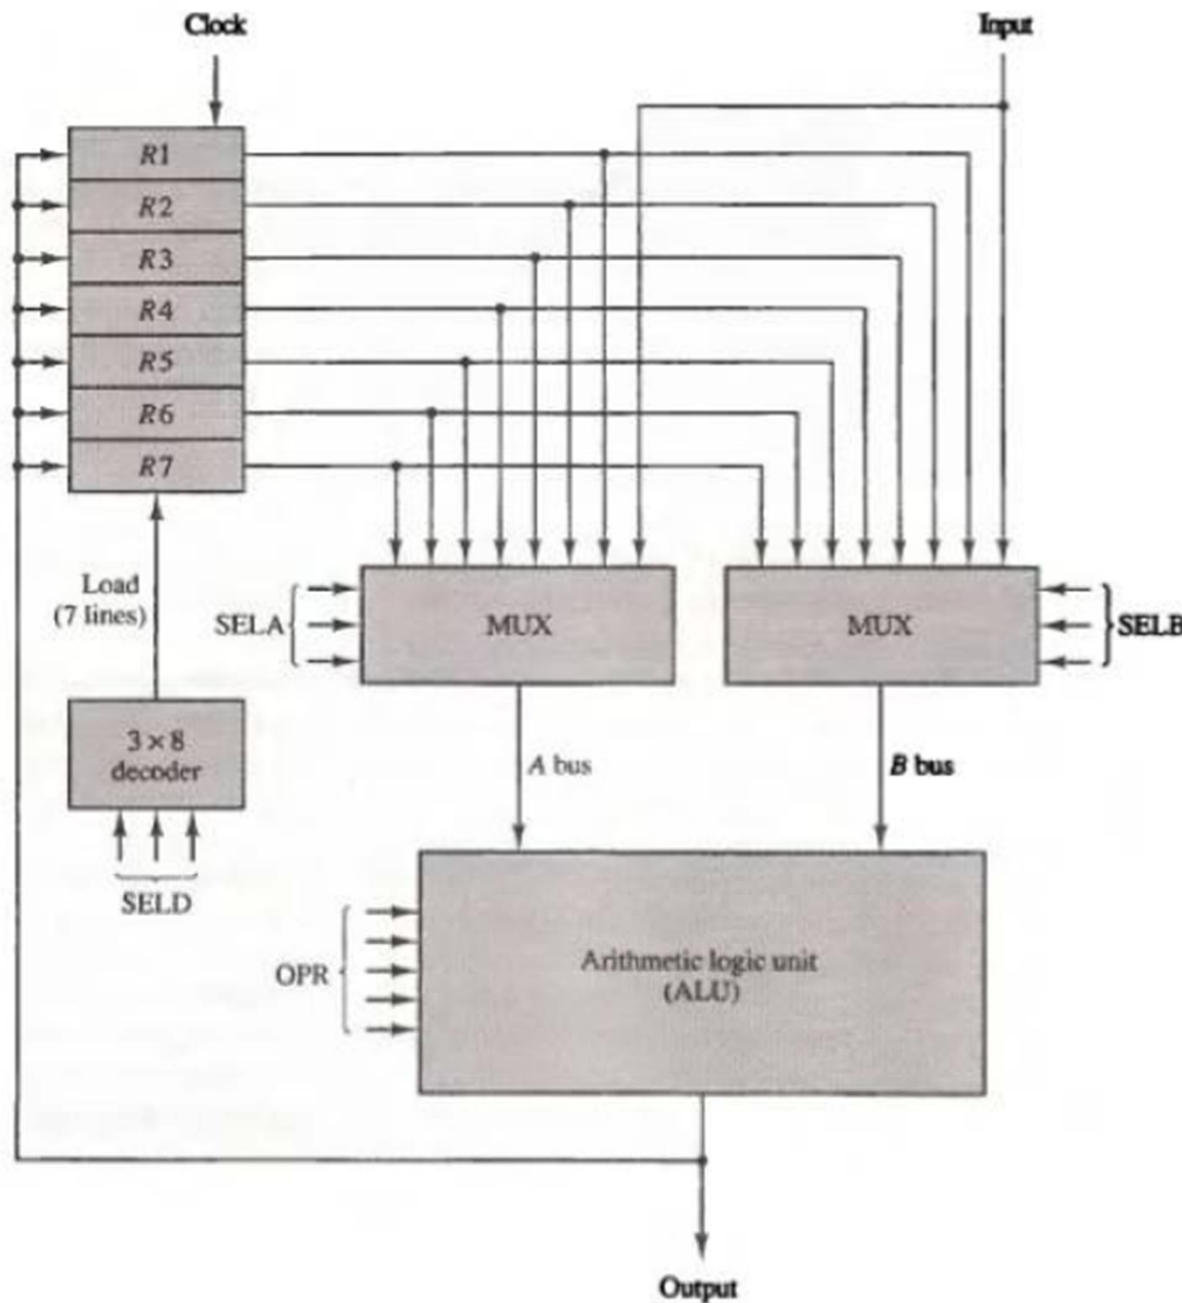 Clock
Input
R1
R2
R3
R4
R5
R6
R7
Load
(7 lines)
SELA
MUX
MUX
SELB
3 × 8
decoder
A bus
B bus
SELD
OPR
Arithmetic logic unit
(ALU)
Output